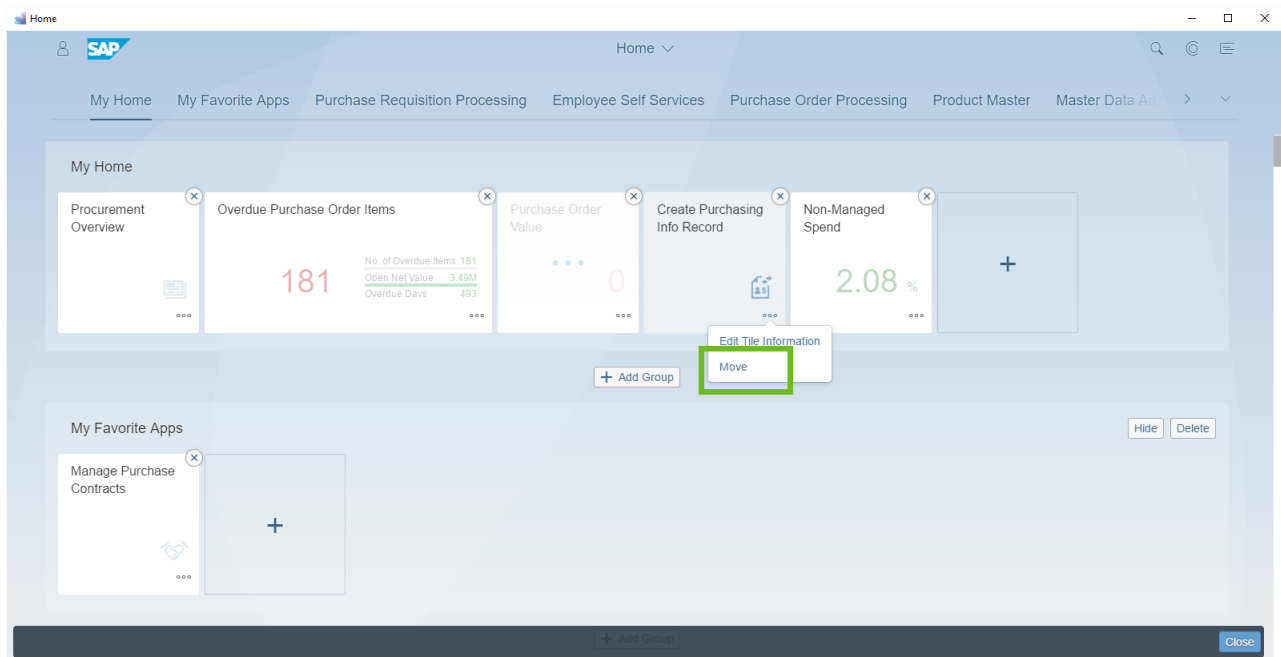 Home
SAP
Home
My Home
My Favorite Apps
Purchase Requisition Processing
Employee Self Services
Purchase Order Processing
Product Master
Master Data
My Home
Procurement
Overview
Overdue Purchase Order Items
181
No. of Overdue Items 181
Open Net Value 3.49M
Overdue Days 493
Purchase Order
Value
0
Create Purchasing
Info Record
Non-Managed
Spend
2.08 %
+
Edit Tile Information
Move
+ Add Group
My Favorite Apps
Hide
Delete
Manage Purchase
Contracts
+
+ Add Group
Close